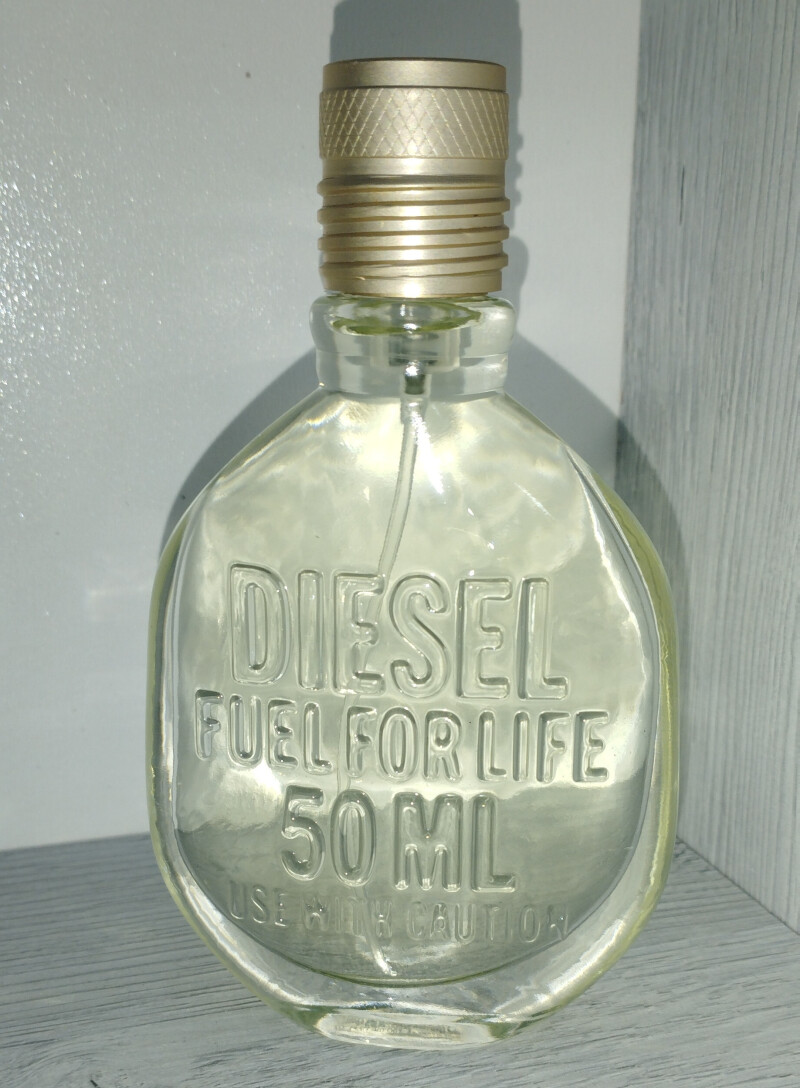 DIESEL
FUEL FOR LIFE
50 ML
USE WITH CAUTION